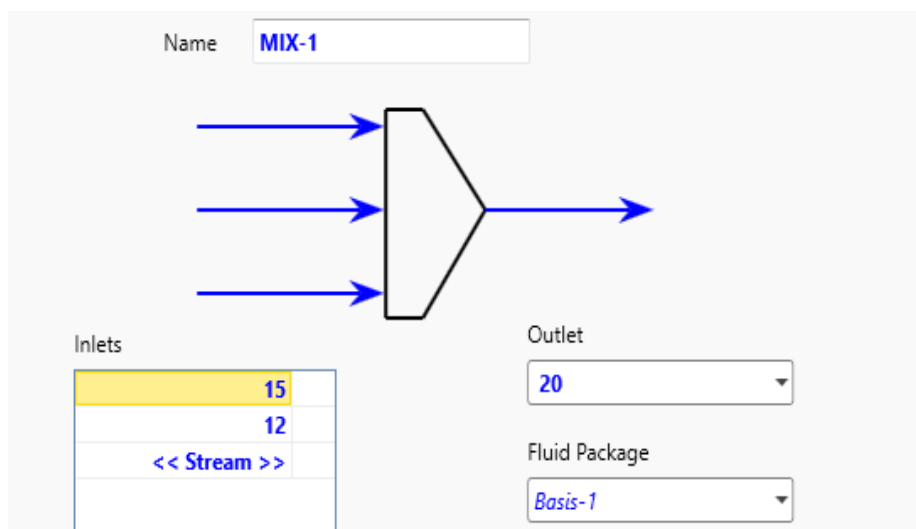 Name MIX-1
Inlets
15
12
<< Stream >>
Outlet
20
Fluid Package
Basis-1